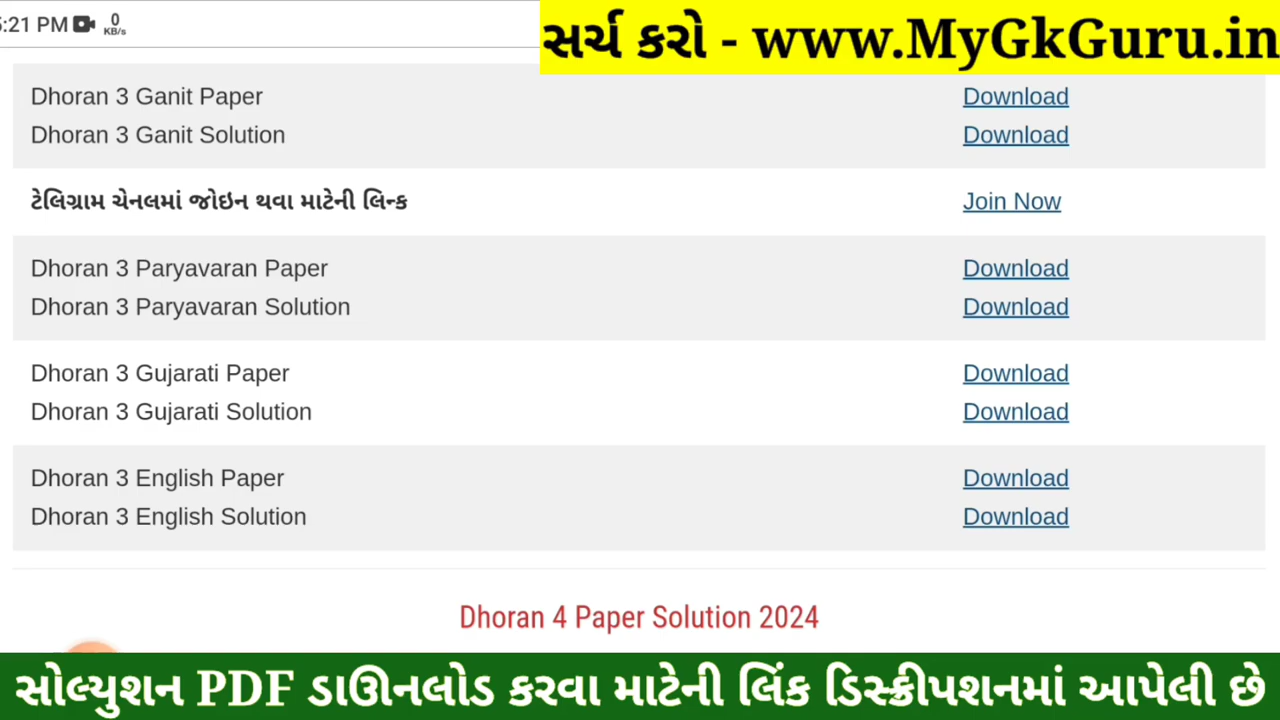 5:21 PM 0 KB/s
સર્ચ કરો - www.MyGkGuru.in
Dhoran 3 Ganit Paper Download
Dhoran 3 Ganit Solution Download
ટેલિગ્રામ ચેનલમાં જોઇન થવા માટેની લિન્ક Join Now
Dhoran 3 Paryavaran Paper Download
Dhoran 3 Paryavaran Solution Download
Dhoran 3 Gujarati Paper Download
Dhoran 3 Gujarati Solution Download
Dhoran 3 English Paper Download
Dhoran 3 English Solution Download
Dhoran 4 Paper Solution 2024
સોલ્યુશન PDF ડાઊનલોડ કરવા માટેની લિંક ડિસ્ક્રીપશનમાં આપેલી છે